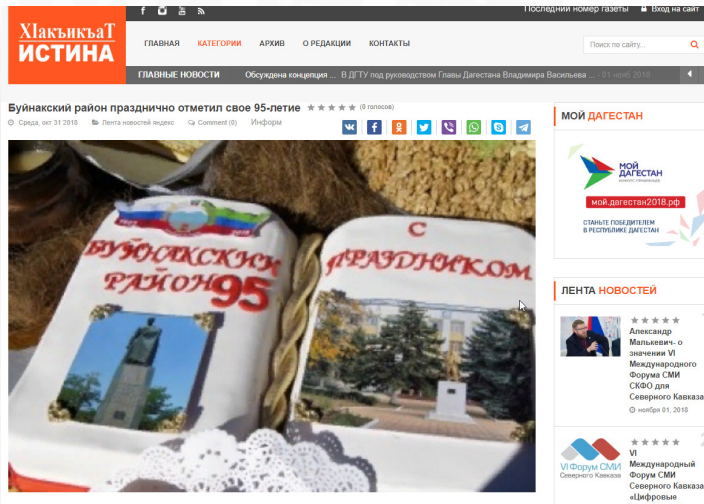 Последний номер газеты
Вход на сайт
ХIакъикъаТ
ИСТИНА
ГЛАВНАЯ
КАТЕГОРИИ
АРХИВ
О РЕДАКЦИИ
КОНТАКТЫ
Поиск по сайту...
ГЛАВНЫЕ НОВОСТИ
Обсуждена концепция ... В ДГТУ под руководством Главы Дагестана Владимира Васильева ... - 01 нояб 2018
Буйнакский район празднично отметил свое 95-летие
(0 голосов)
Среда, окт 31 2018
Лента новостей яндекс
Comment (0)
Информ
БУЙНАКСКИЙ
РАЙОН 95
С
ПРАЗДНИКОМ
МОЙ ДАГЕСТАН
МОЙ
ДАГЕСТАН
мой.дагестан2018.рф
СТАНЬТЕ ПОБЕДИТЕЛЕМ
В РЕСПУБЛИКЕ ДАГЕСТАН
ЛЕНТА НОВОСТЕЙ
Александр
Малькевич- о
значении VI
Международного
Форума СМИ
СКФО для
Северного Кавказа
ноября 01, 2018
VI Форум СМИ
Северного Кавказа
VI
Международный
Форум СМИ
Северного Кавказа
«Цифровые